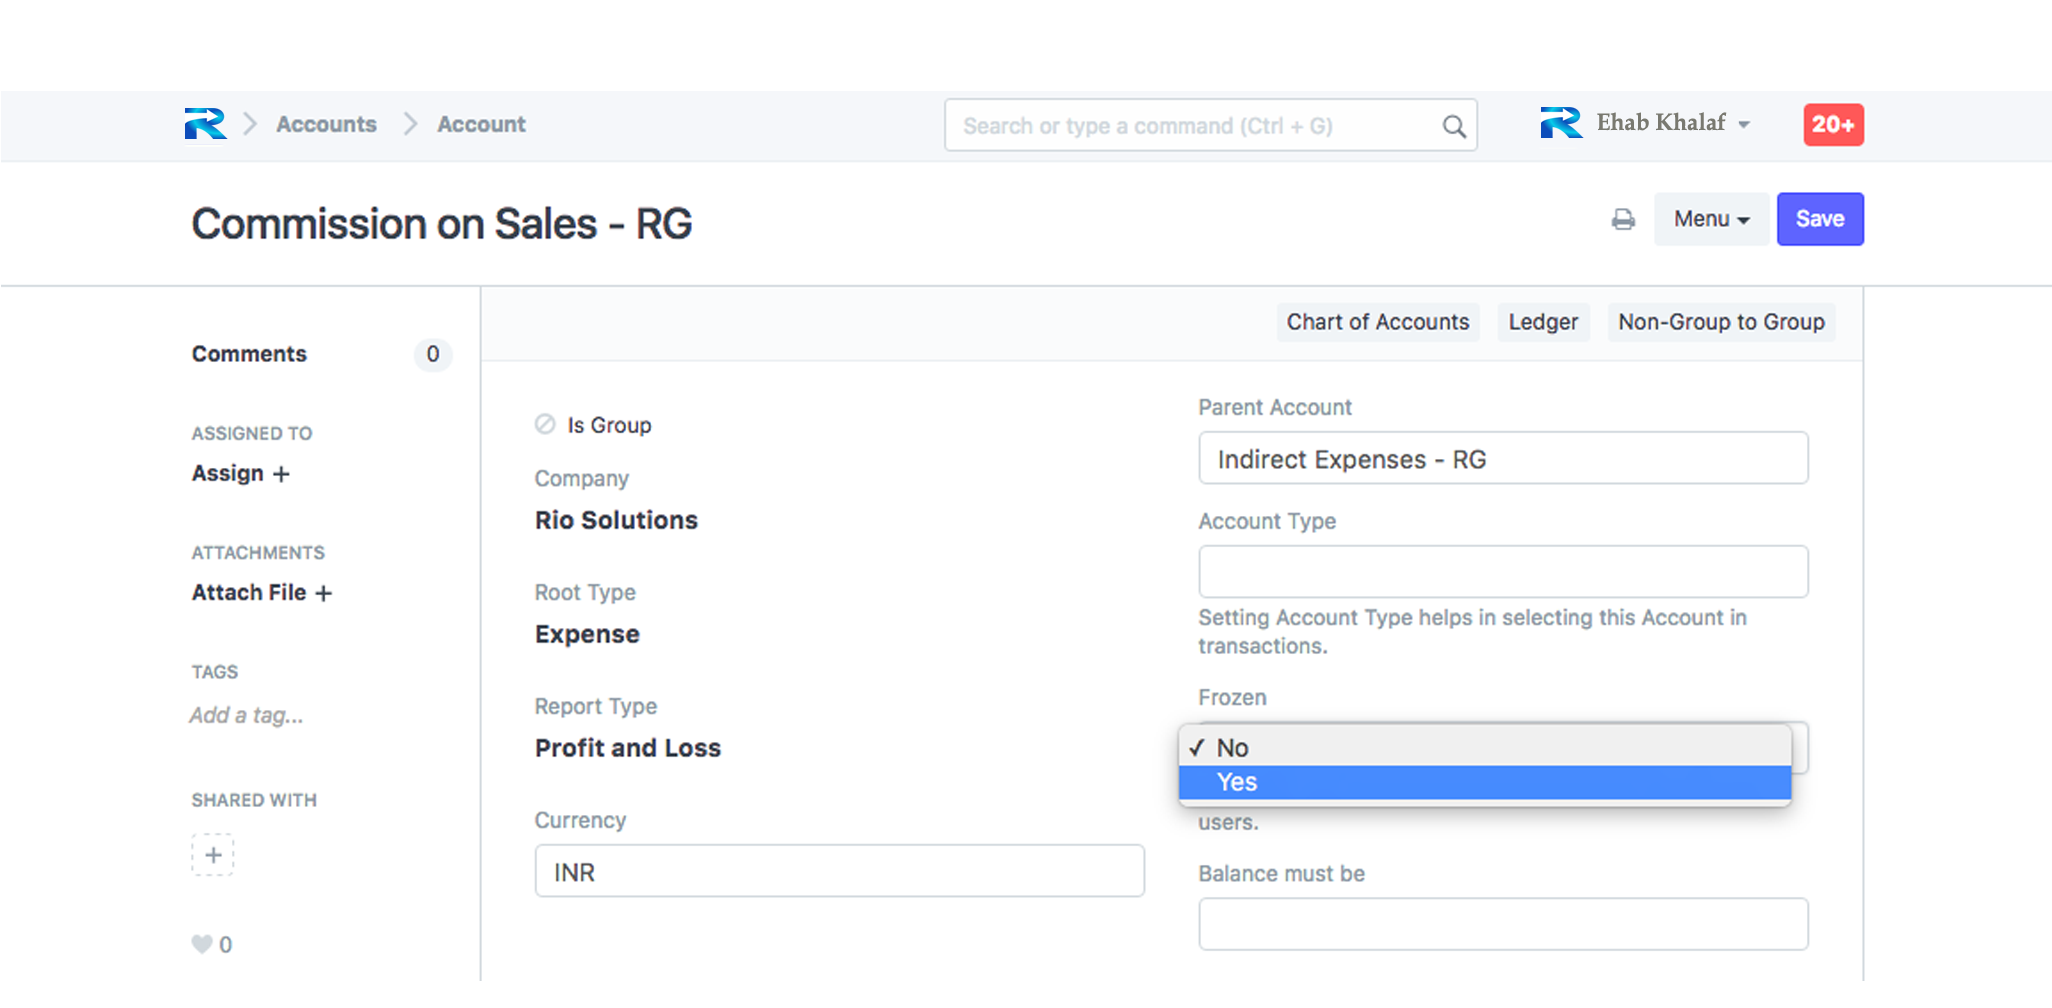 Accounts
Account
Search or type a command (Ctrl + G)
Ehab Khalaf
20+
Commission on Sales - RG
Menu
Save
Comments
0
ASSIGNED TO
Assign +
ATTACHMENTS
Attach File +
TAGS
Add a tag...
SHARED WITH
+
0
Chart of Accounts
Ledger
Non-Group to Group
Is Group
Company
Rio Solutions
Root Type
Expense
Report Type
Profit and Loss
Currency
INR
Parent Account
Indirect Expenses - RG
Account Type
Setting Account Type helps in selecting this Account in
transactions.
Frozen
✓ No
Yes
users.
Balance must be